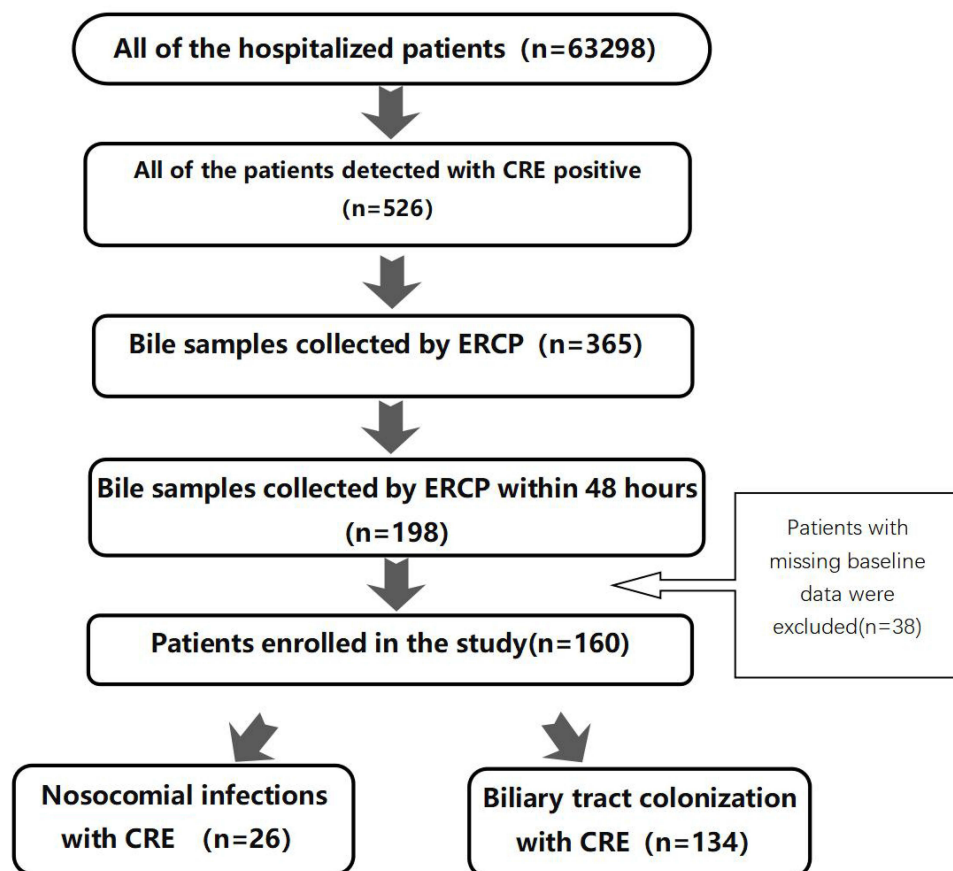 All of the hospitalized patients (n=63298)
All of the patients detected with CRE positive
(n=526)
Bile samples collected by ERCP (n=365)
Bile samples collected by ERCP within 48 hours
(n=198)
Patients with
missing baseline
data were
excluded(n=38)
Patients enrolled in the study(n=160)
Nosocomial infections
with CRE (n=26)
Biliary tract colonization
with CRE (n=134)